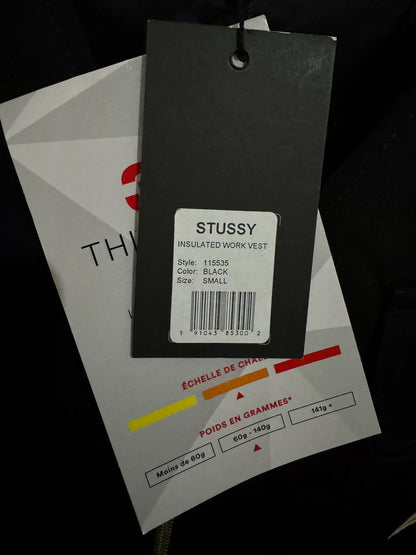 STUSSY
INSULATED WORK VEST
Style: 115535
Color: BLACK
Size: SMALL
1 91043 85300 2
ÉCHELLE DE
POIDS EN GRAMMES*
Moins de 60g
60g - 140g
141g +